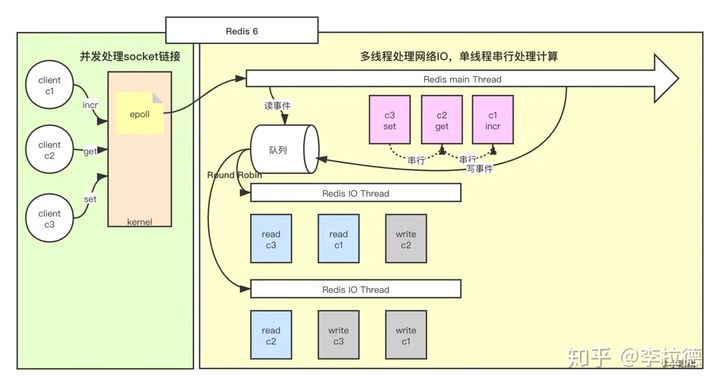 Redis 6
并发处理socket链接
多线程处理网络IO，单线程串行处理计算
client
c1
incr
client
c2
get
client
c3
set
epoll
kernel
Redis main Thread
读事件
c3
set
c2
get
c1
incr
串行
串行
写事件
队列
Round Robin
Redis IO Thread
read
c3
read
c1
write
c2
Redis IO Thread
read
c2
write
c3
write
c1
知乎 @李拉德